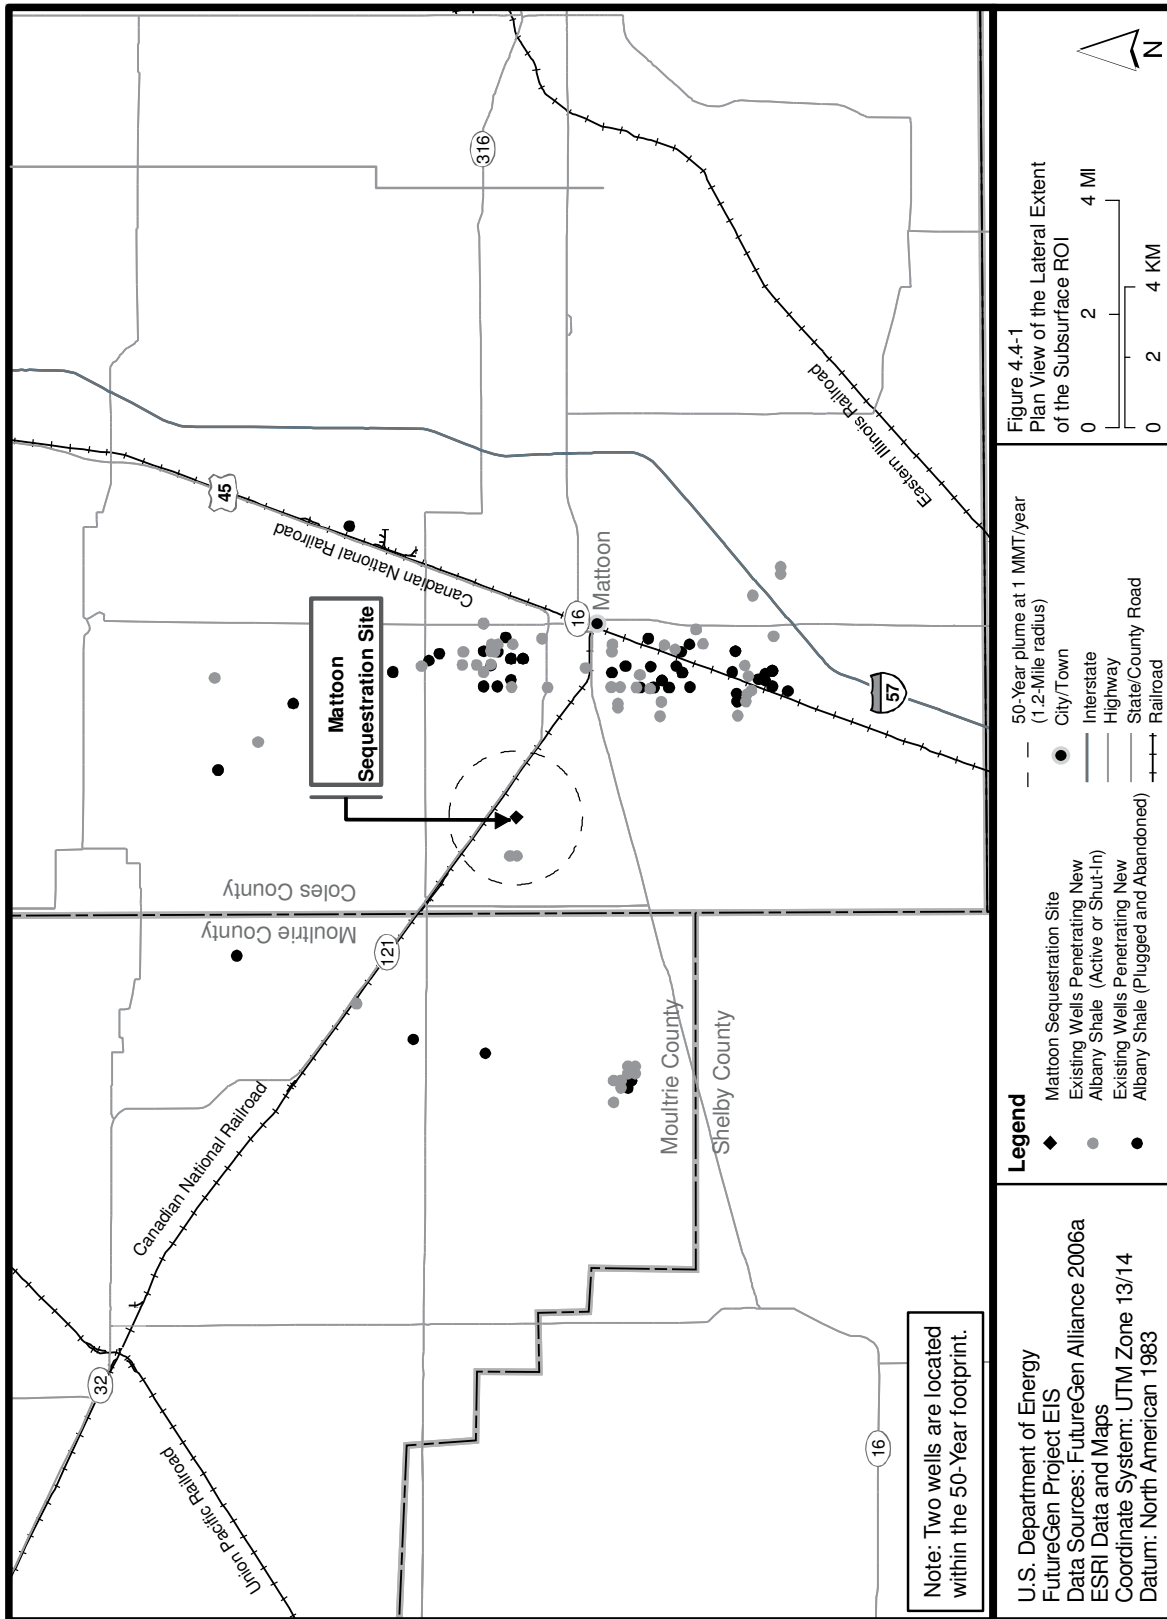 32
Union Pacific Railroad
Canadian National Railroad
121
Moultrie County
Coles County
Mattoon
Sequestration Site
Canadian National Railroad
45
316
16
Mattoon
Eastern Illinois Railroad
57
Moultrie County
Shelby County
16
Note: Two wells are located
within the 50-Year footprint.
U.S. Department of Energy
FutureGen Project EIS
Data Sources: FutureGen Alliance 2006a
ESRI Data and Maps
Coordinate System: UTM Zone 13/14
Datum: North American 1983
Legend
Mattoon Sequestration Site
Existing Wells Penetrating New
Albany Shale (Active or Shut-In)
Existing Wells Penetrating New
Albany Shale (Plugged and Abandoned)
50-Year plume at 1 MMT/year
(1.2-Mile radius)
City/Town
Interstate
Highway
State/County Road
Railroad
Figure 4.4-1
Plan View of the Lateral Extent
of the Subsurface ROI
0 2 4 MI
0 2 4 KM
N